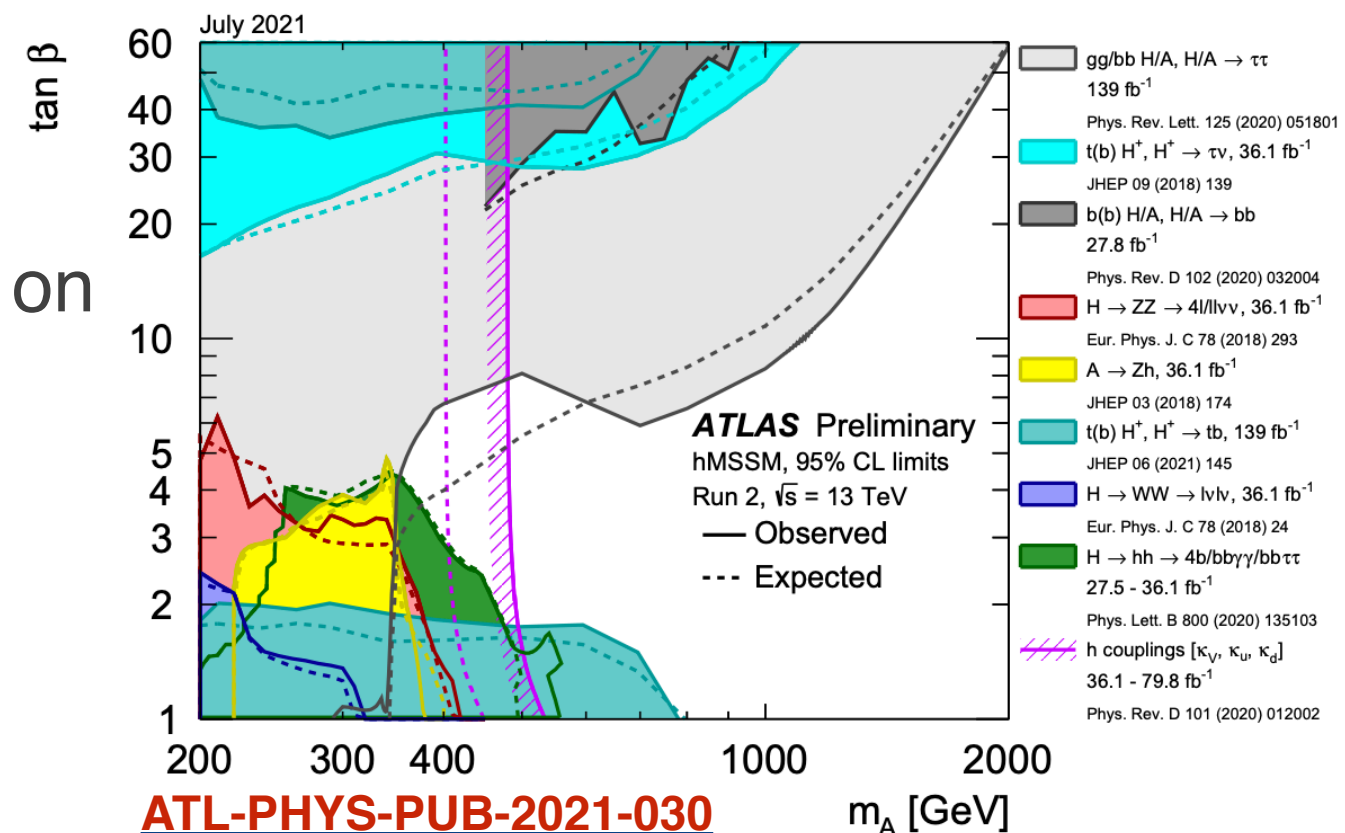 July 2021
tan β
60
40
30
20
10
5
4
3
2
1
200 300 400 1000 2000
m_A [GeV]
on
ATLAS Preliminary
hMSSM, 95% CL limits
Run 2, √s = 13 TeV
Observed
Expected
gg/bb H/A, H/A → ττ
139 fb⁻¹
Phys. Rev. Lett. 125 (2020) 051801
t(b) H⁺, H⁺ → τν, 36.1 fb⁻¹
JHEP 09 (2018) 139
b(b) H/A, H/A → bb
27.8 fb⁻¹
Phys. Rev. D 102 (2020) 032004
H → ZZ → 4l/llνν, 36.1 fb⁻¹
Eur. Phys. J. C 78 (2018) 293
A → Zh, 36.1 fb⁻¹
JHEP 03 (2018) 174
t(b) H⁺, H⁺ → tb, 139 fb⁻¹
JHEP 06 (2021) 145
H → WW → lνlν, 36.1 fb⁻¹
Eur. Phys. J. C 78 (2018) 24
H → hh → 4b/bbγγ/bbττ
27.5 - 36.1 fb⁻¹
Phys. Lett. B 800 (2020) 135103
h couplings [κ_V, κ_u, κ_d]
36.1 - 79.8 fb⁻¹
Phys. Rev. D 101 (2020) 012002
ATL-PHYS-PUB-2021-030